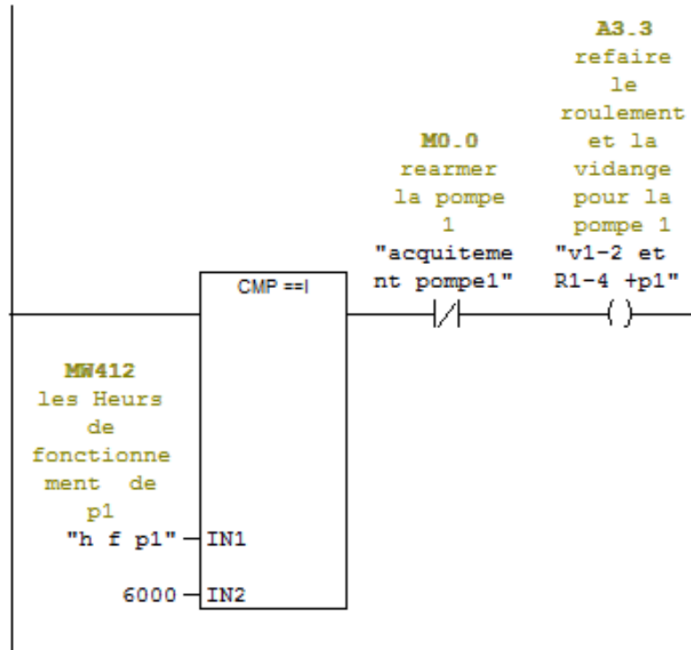 A3.3
refaire
le
roulement
et la
vidange
pour la
pompe 1
"v1-2 et
R1-4 +p1"
M0.0
rearmer
la pompe
1
"acquiteme
nt pompe1"
CMP ==I
MW412
les Heurs
de
fonctionne
ment de
p1
"h f p1"
IN1
6000
IN2